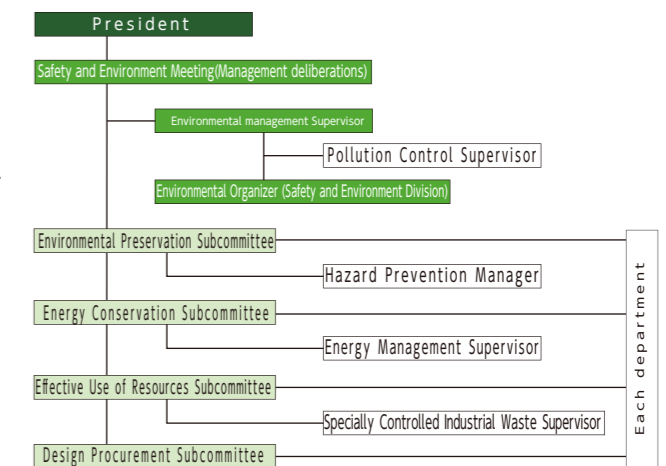 President
Safety and Environment Meeting(Management deliberations)
Environmental management Supervisor
Pollution Control Supervisor
Environmental Organizer (Safety and Environment Division)
Environmental Preservation Subcommittee
Hazard Prevention Manager
Energy Conservation Subcommittee
Energy Management Supervisor
Effective Use of Resources Subcommittee
Specially Controlled Industrial Waste Supervisor
Design Procurement Subcommittee
Each department